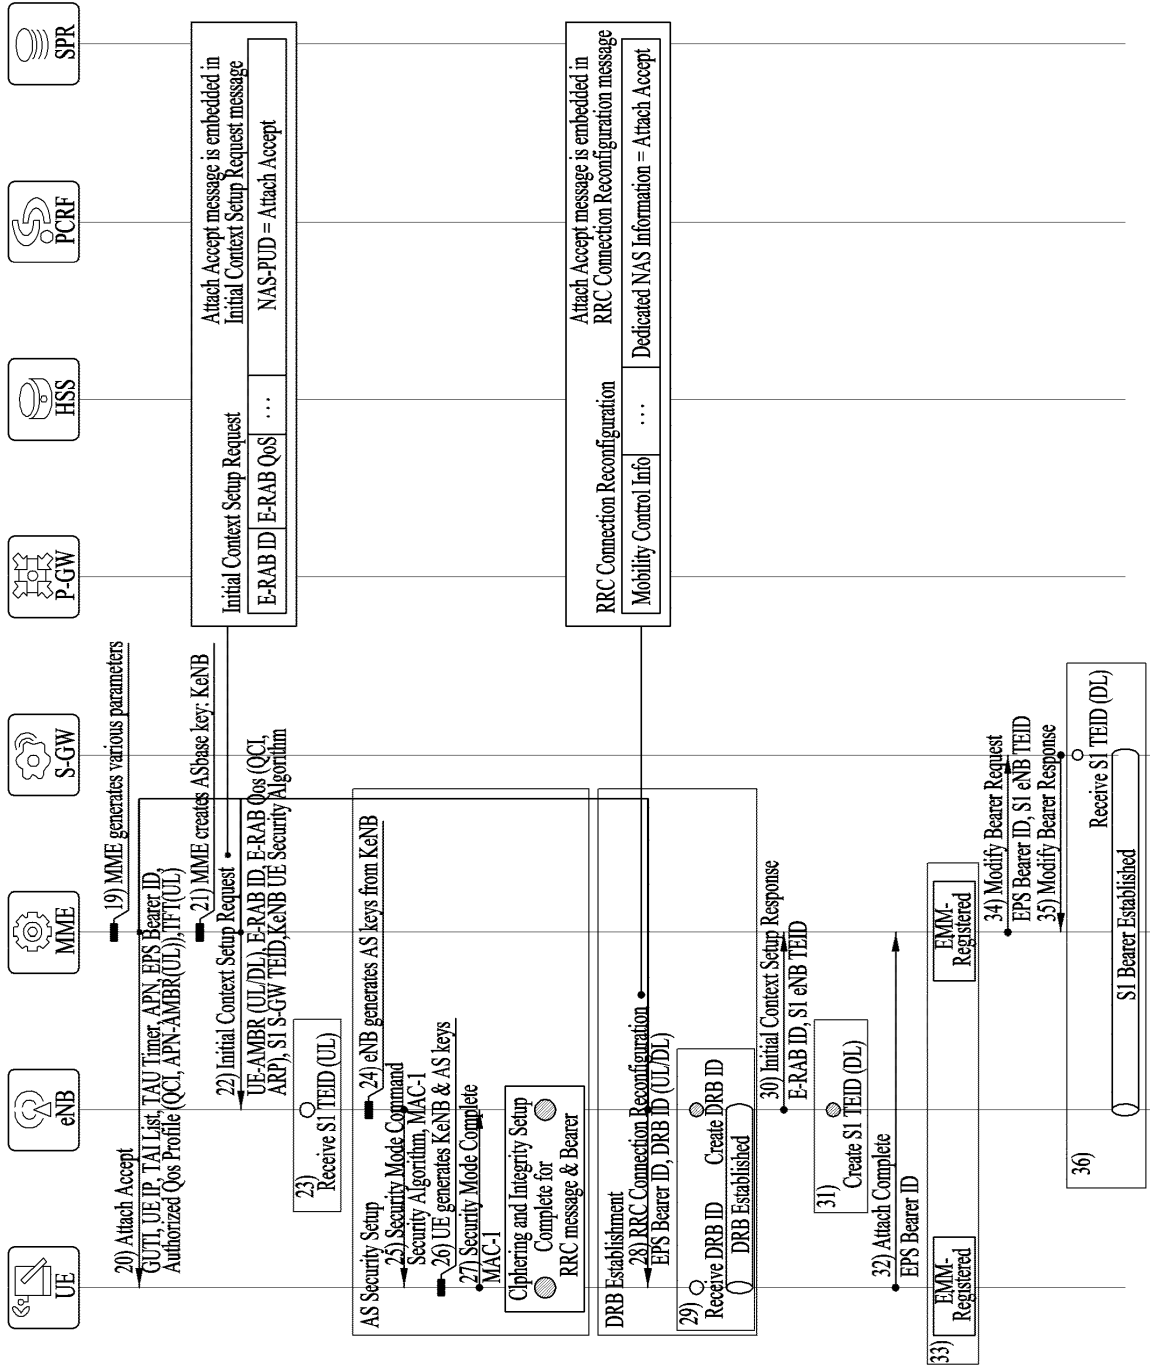 UE
eNB
MME
S-GW
P-GW
HSS
PCRF
SPR
19) MME generates various parameters
20) Attach Accept
GUTI, UE IP, TAI List, TAU Timer, APN, EPS Bearer ID,
Authorized Qos Profile (QCI, APN-AMBR(UL)),TFT(UL)
21) MME creates ASbase key: KeNB
22) Initial Context Setup Request
UE-AMBR (UL/DL), E-RAB ID, E-RAB Qos (QCI,
ARP), S1 S-GW TEID,KeNB UE Security Algorithm
Initial Context Setup Request
Attach Accept message is embedded in
Initial Context Setup Request message
E-RAB ID
E-RAB QoS
...
NAS-PUD = Attach Accept
23)
Receive S1 TEID (UL)
AS Security Setup
24) eNB generates AS keys from KeNB
25) Security Mode Command
Security Algorithm, MAC-1
26) UE generates KeNB & AS keys
27) Security Mode Complete
MAC-1
Ciphering and Integrity Setup
Complete for
RRC message & Bearer
DRB Establishment
28) RRC Connection Reconfiguration
EPS Bearer ID, DRB ID (UL/DL)
RRC Connection Reconfiguration
Attach Accept message is embedded in
RRC Connection Reconfiguration message
Mobility Control Info
...
Dedicated NAS Information = Attach Accept
29)
Receive DRB ID
Create DRB ID
DRB Established
30) Initial Context Setup Response
E-RAB ID, S1 eNB TEID
31)
Create S1 TEID (DL)
32) Attach Complete
EPS Bearer ID
33)
EMM-
Registered
EMM-
Registered
34) Modify Bearer Request
EPS Bearer ID, S1 eNB TEID
35) Modify Bearer Response
36)
Receive S1 TEID (DL)
S1 Bearer Established